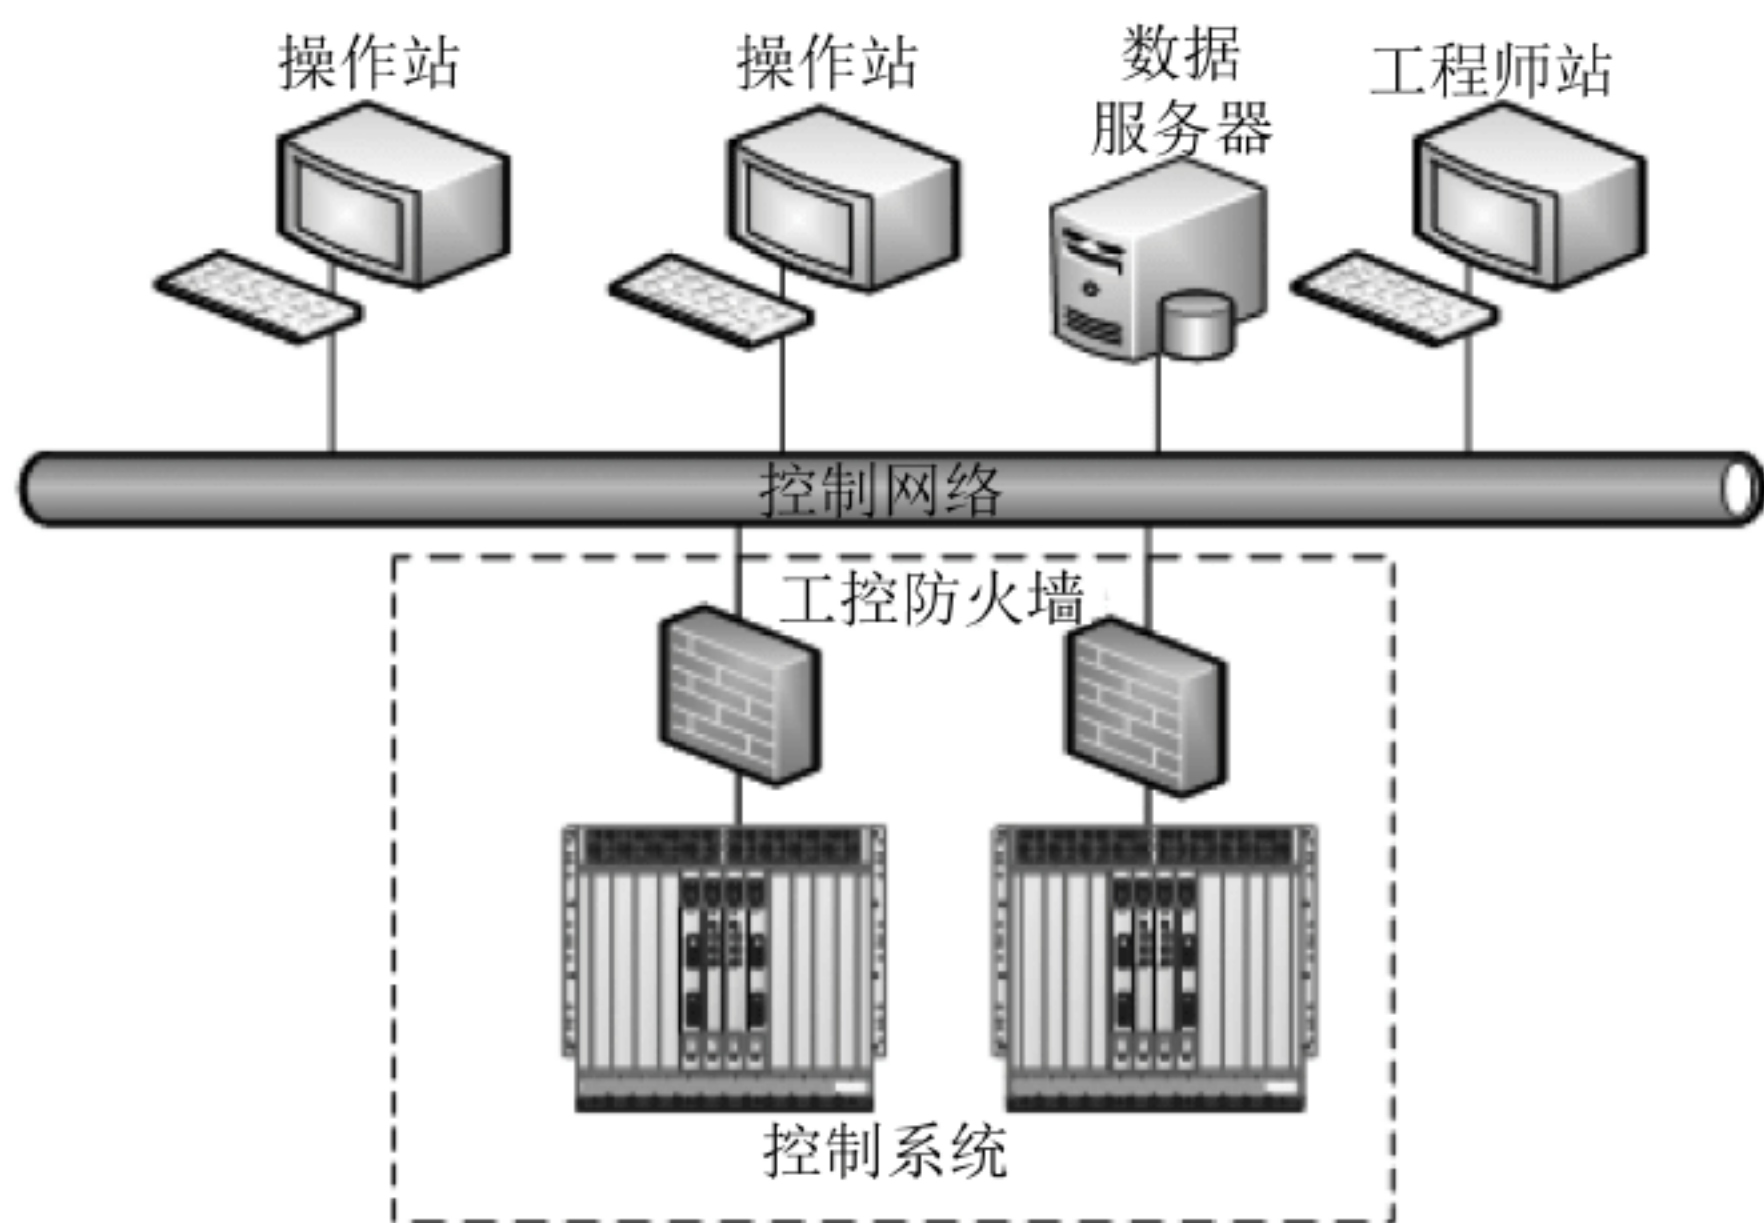 操作站
操作站
数据
服务器
工程师站
控制网络
工控防火墙
控制系统